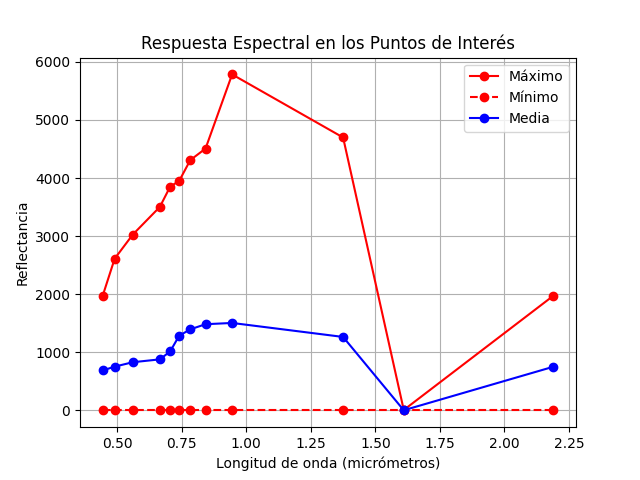 Respuesta Espectral en los Puntos de Interés
Máximo
Mínimo
Media
Reflectancia
6000
5000
4000
3000
2000
1000
0
0.50 0.75 1.00 1.25 1.50 1.75 2.00 2.25
Longitud de onda (micrómetros)